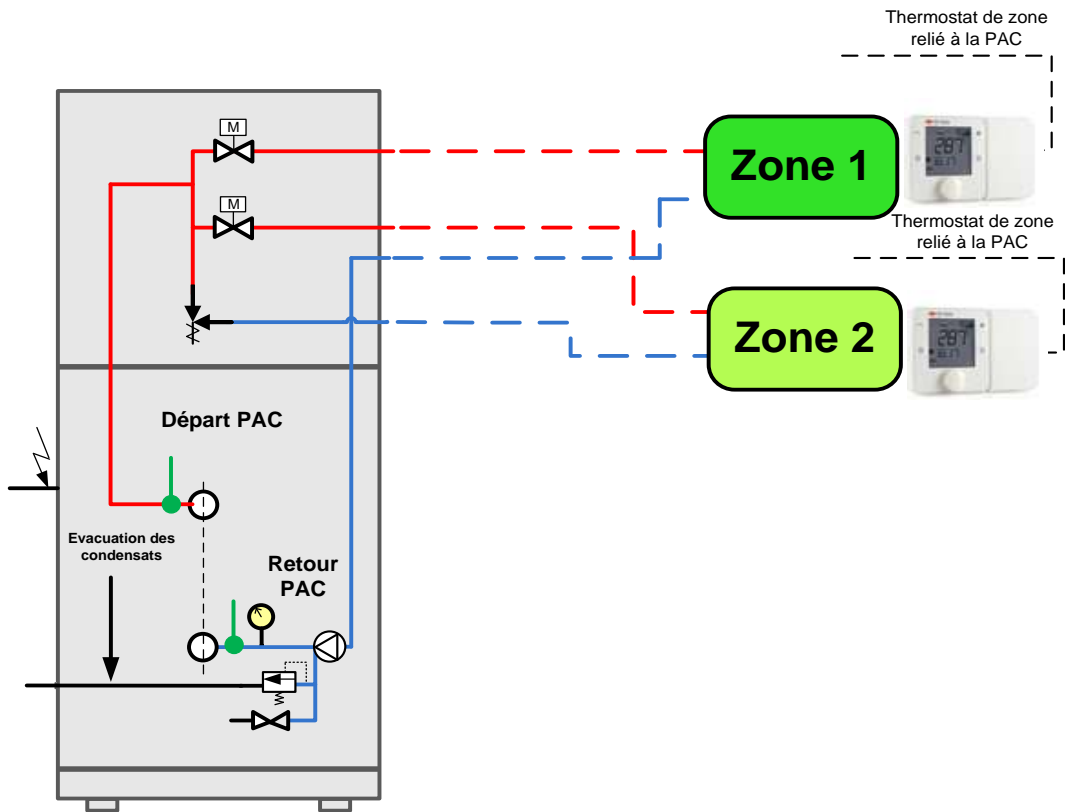 Thermostat de zone
relié à la PAC
M
Zone 1
M
Thermostat de zone
relié à la PAC
Zone 2
Départ PAC
Evacuation des
condensats
Retour
PAC